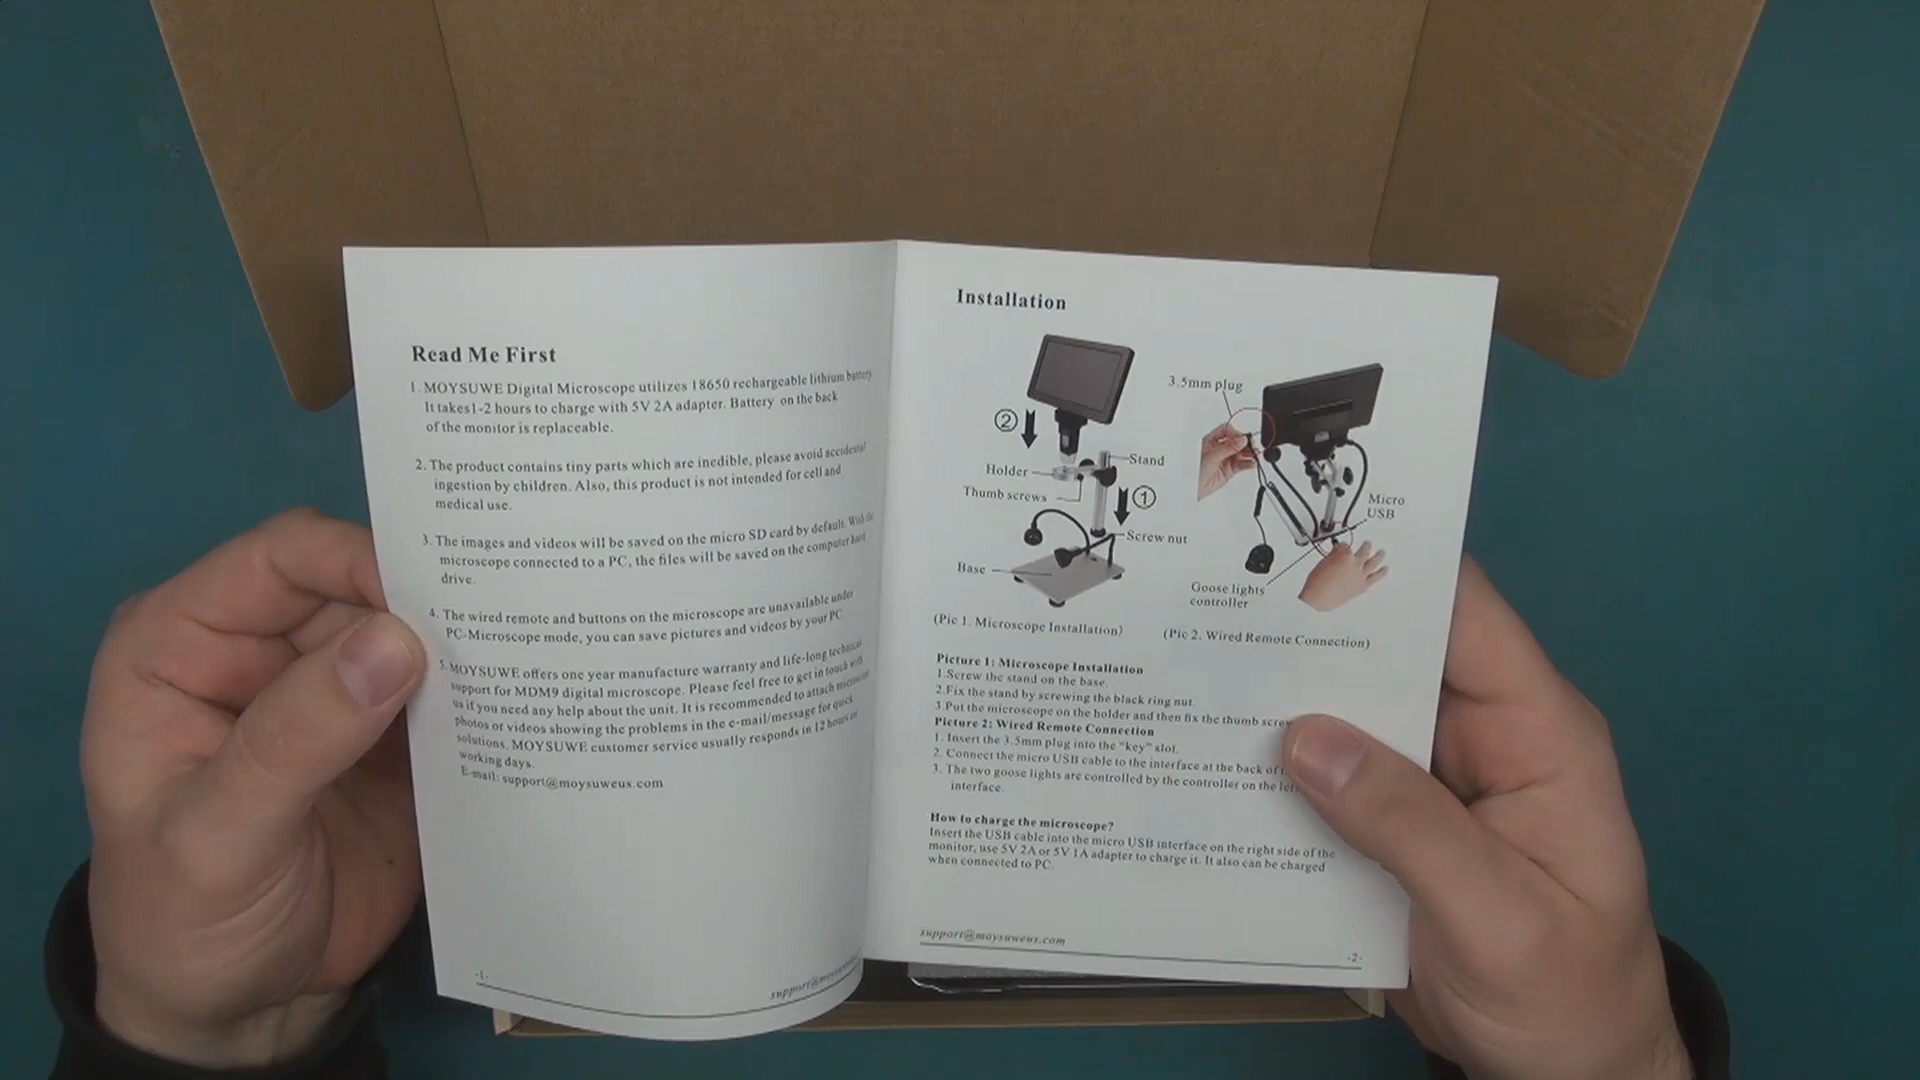 Read Me First
1. MOYSUWE Digital Microscope utilizes 18650 rechargeable lithium battery
It takes1-2 hours to charge with 5V 2A adapter. Battery on the back
of the monitor is replaceable.
2. The product contains tiny parts which are inedible, please avoid accidental
ingestion by children. Also, this product is not intended for cell and
medical use.
3. The images and videos will be saved on the micro SD card by default. With the
microscope connected to a PC, the files will be saved on the computer hard
drive.
4. The wired remote and buttons on the microscope are unavailable under
PC-Microscope mode, you can save pictures and videos by your PC.
5. MOYSUWE offers one year manufacture warranty and life-long technical
support for MDM9 digital microscope. Please feel free to get in touch with
us if you need any help about the unit. It is recommended to attach
photos or videos showing the problems in the e-mail/message for quick
solutions. MOYSUWE customer service usually responds in 12 hours on
working days.
E-mail: support@moysuweus.com
-1-
Installation
3.5mm plug
②
Stand
Holder
Thumb screws
①
Micro
USB
Screw nut
Base
Goose lights
controller
(Pic 1. Microscope Installation)
(Pic 2. Wired Remote Connection)
Picture 1: Microscope Installation
1.Screw the stand on the base.
2.Fix the stand by screwing the black ring nut.
3.Put the microscope on the holder and then fix the thumb
Picture 2: Wired Remote Connection
1. Insert the 3.5mm plug into the "key" slot.
2. Connect the micro USB cable to the interface at the back of
3. The two goose lights are controlled by the controller on the
interface.
How to charge the microscope?
Insert the USB cable into the micro USB interface on the right side of the
monitor, use 5V 2A or 5V 1A adapter to charge it. It also can be charged
when connected to PC.
support@moysuweus.com
-2-